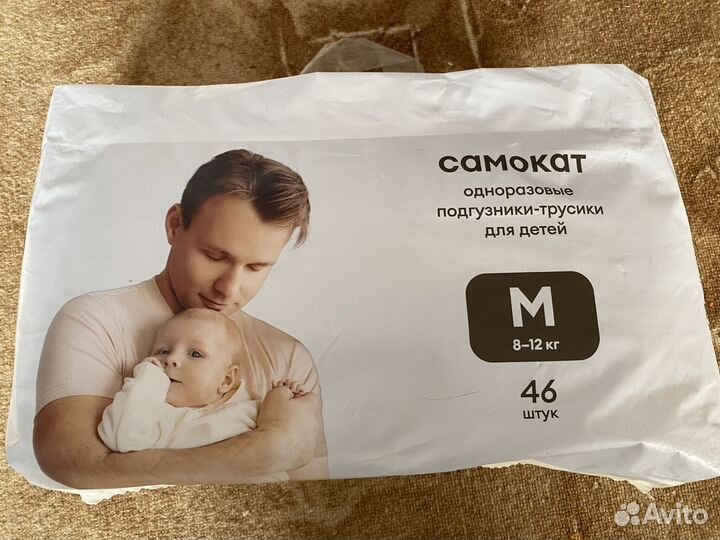 самокат
одноразовые
подгузники-трусики
для детей
M
8–12 кг
46
штук
Avito